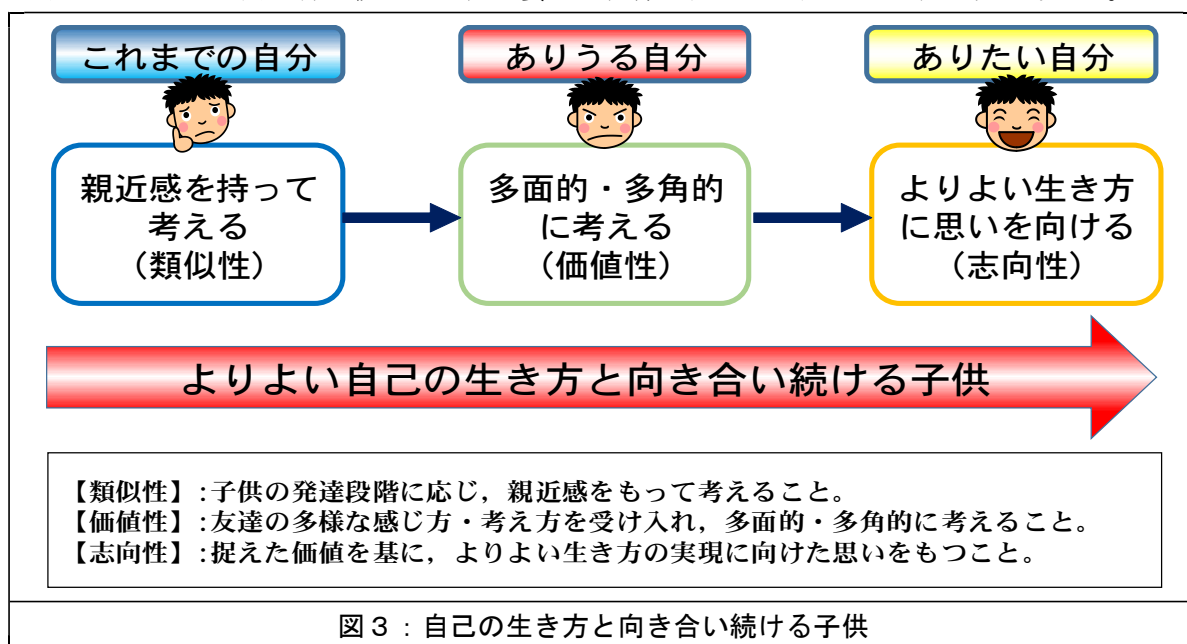 これまでの自分
ありうる自分
ありたい自分
親近感を持って
考える
(類似性)
多面的・多角的
に考える
(価値性)
よりよい生き方
に思いを向ける
(志向性)
よりよい自己の生き方と向き合い続ける子供
【類似性】:子供の発達段階に応じ，親近感をもって考えること。
【価値性】:友達の多様な感じ方・考え方を受け入れ，多面的・多角的に考えること。
【志向性】:捉えた価値を基に，よりよい生き方の実現に向けた思いをもつこと。
図３：自己の生き方と向き合い続ける子供